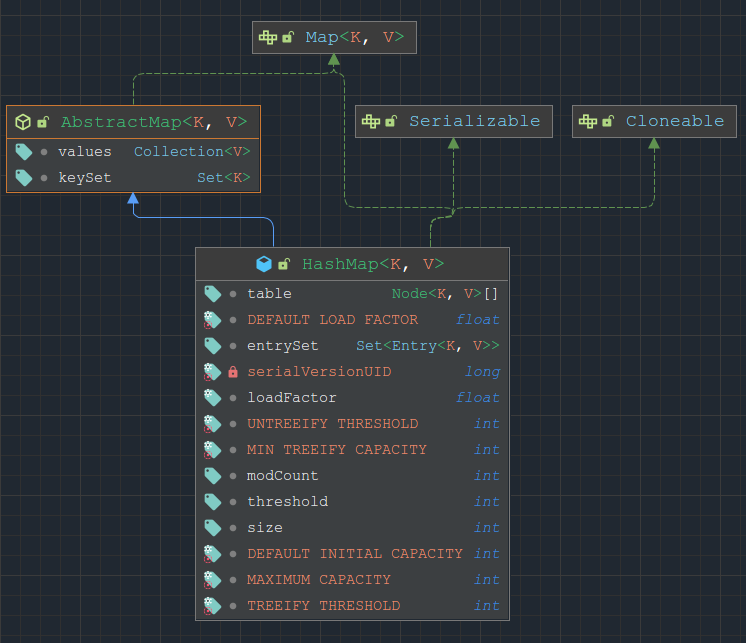 Map<K, V>
AbstractMap<K, V>
values Collection<V>
keySet Set<K>
Serializable
Cloneable
HashMap<K, V>
table Node<K, V>[]
DEFAULT LOAD FACTOR float
entrySet Set<Entry<K, V>>
serialVersionUID long
loadFactor float
UNTREEIFY THRESHOLD int
MIN TREEIFY CAPACITY int
modCount int
threshold int
size int
DEFAULT INITIAL CAPACITY int
MAXIMUM CAPACITY int
TREEIFY THRESHOLD int